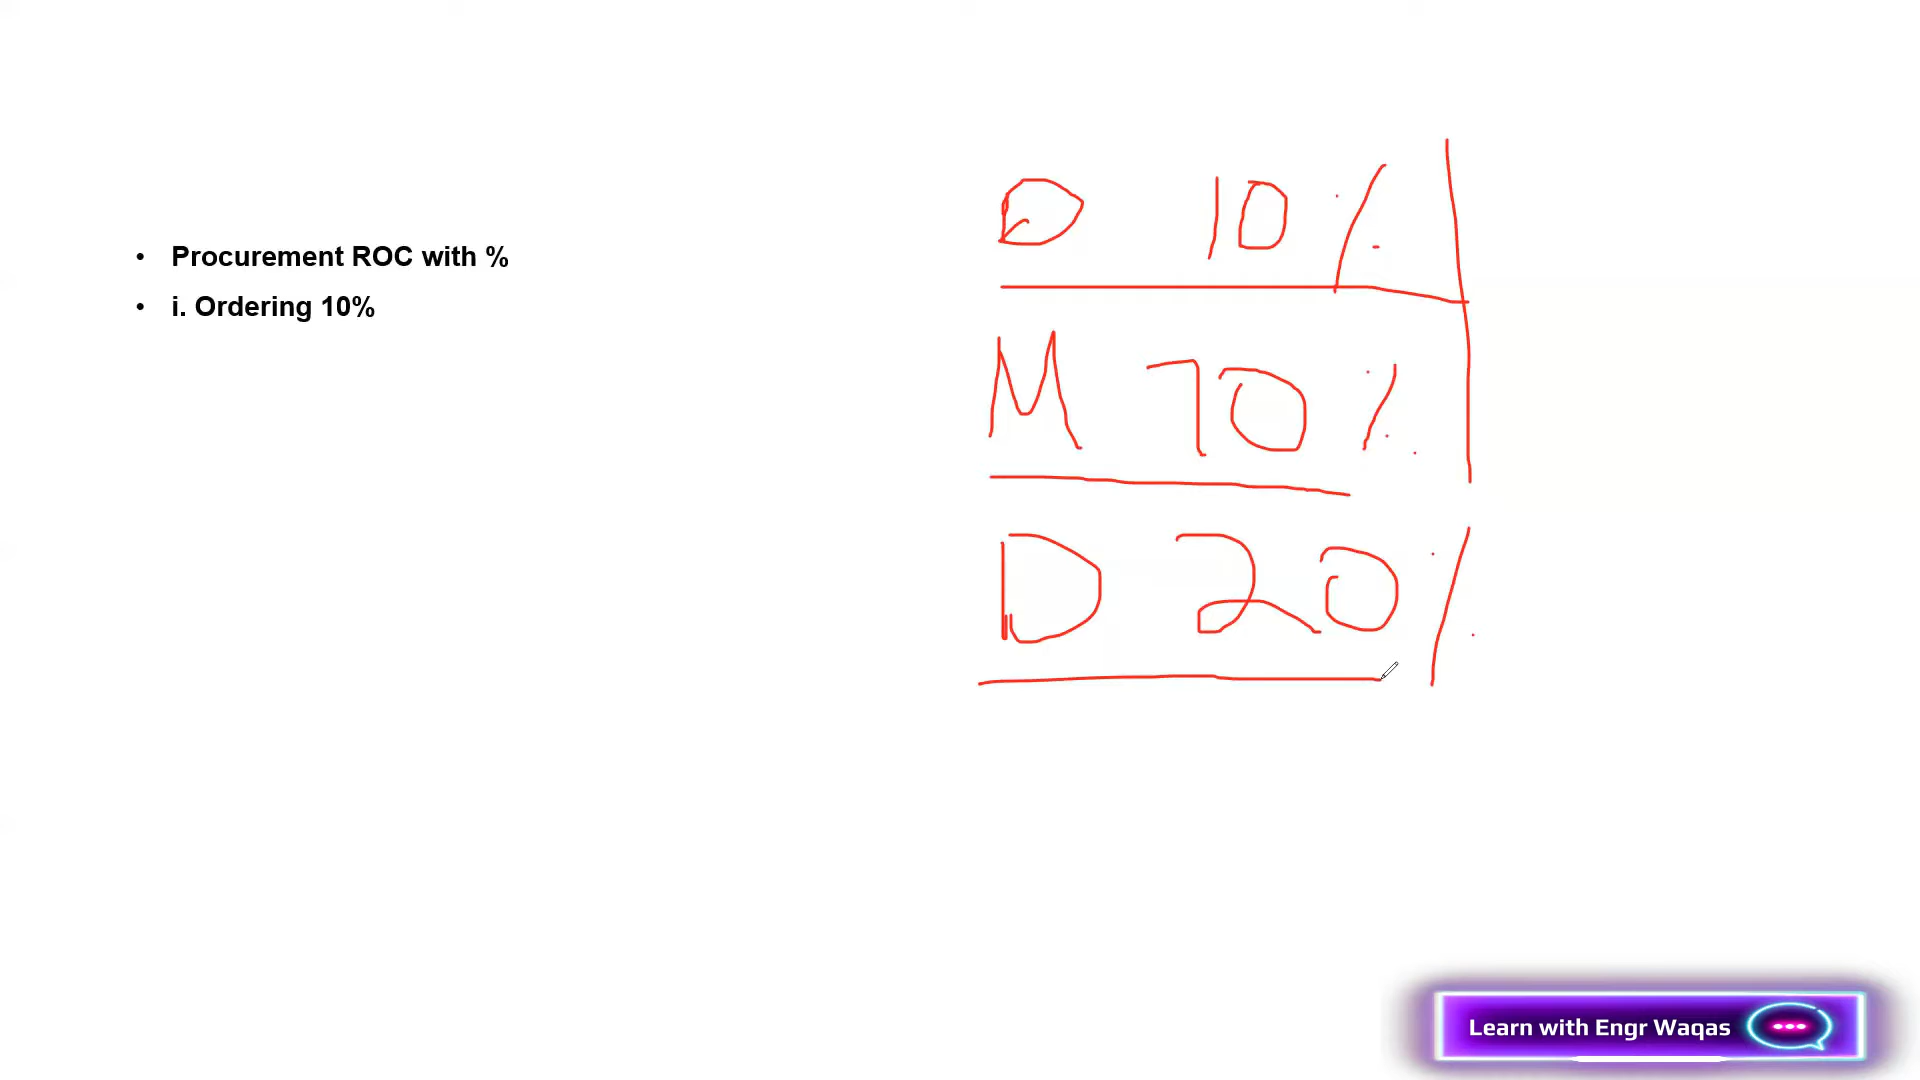 Procurement ROC with %
i. Ordering 10%
O 10%
M 70%
D 20%
Learn with Engr Waqas